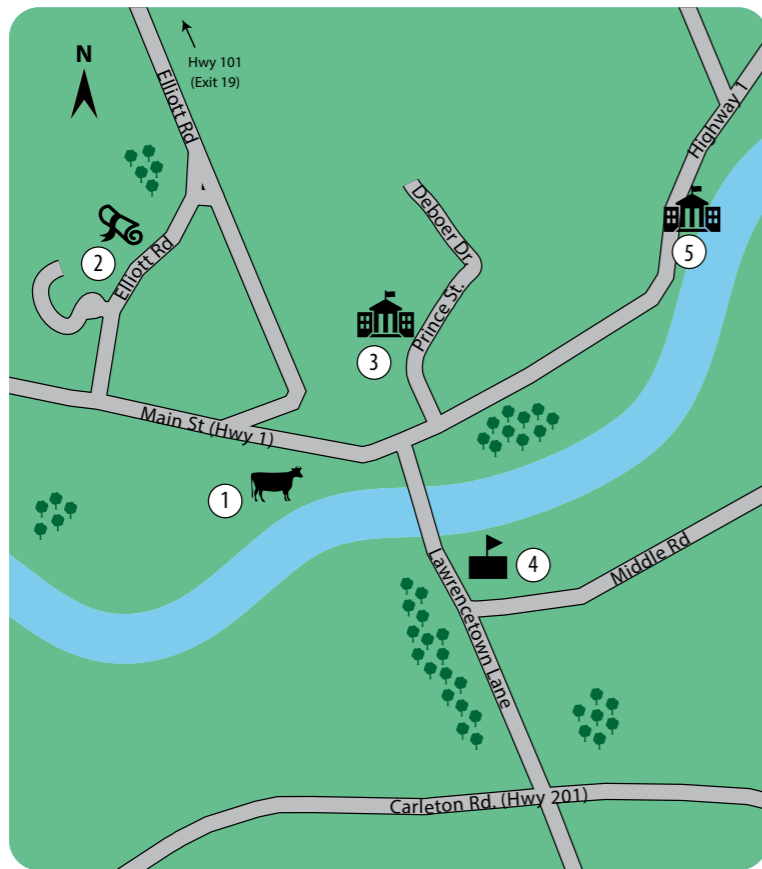 N
Hwy 101
(Exit 19)
Elliott Rd
Highway 1
Deboer Dr.
2
Elliott Rd
5
Prince St.
3
Main St (Hwy 1)
1
4
Middle Rd
Lawrencetown Lane
Carleton Rd. (Hwy 201)